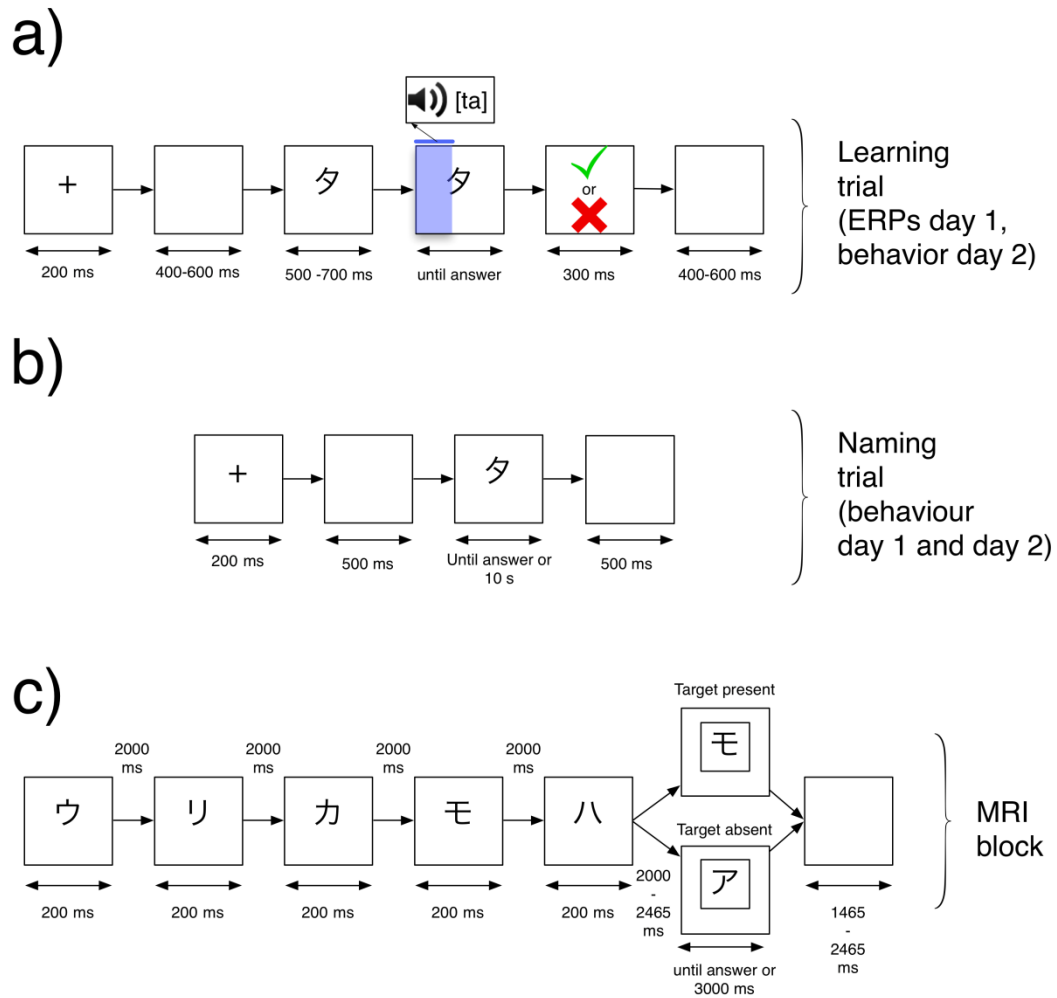 a)
[ta]
+
タ
タ
or
200 ms
400-600 ms
500 -700 ms
until answer
300 ms
400-600 ms
Learning
trial
(ERPs day 1,
behavior day 2)
b)
+
タ
200 ms
500 ms
Until answer or
10 s
500 ms
Naming
trial
(behaviour
day 1 and day 2)
c)
Target present
モ
2000
ms
2000
ms
2000
ms
2000
ms
ウ
リ
カ
モ
ハ
Target absent
ア
200 ms
200 ms
200 ms
200 ms
200 ms
2000
-
2465
ms
until answer or
3000 ms
1465
-
2465
ms
MRI
block